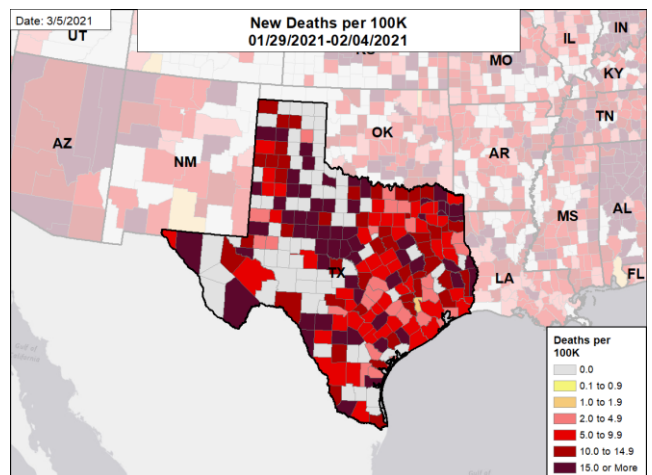 Date: 3/5/2021
New Deaths per 100K
01/29/2021-02/04/2021
UT
IL
IN
MO
KY
TN
AZ
NM
OK
AR
MS
AL
TX
LA
FL
Deaths per
100K
0.0
0.1 to 0.9
1.0 to 1.9
2.0 to 4.9
5.0 to 9.9
10.0 to 14.9
15.0 or More